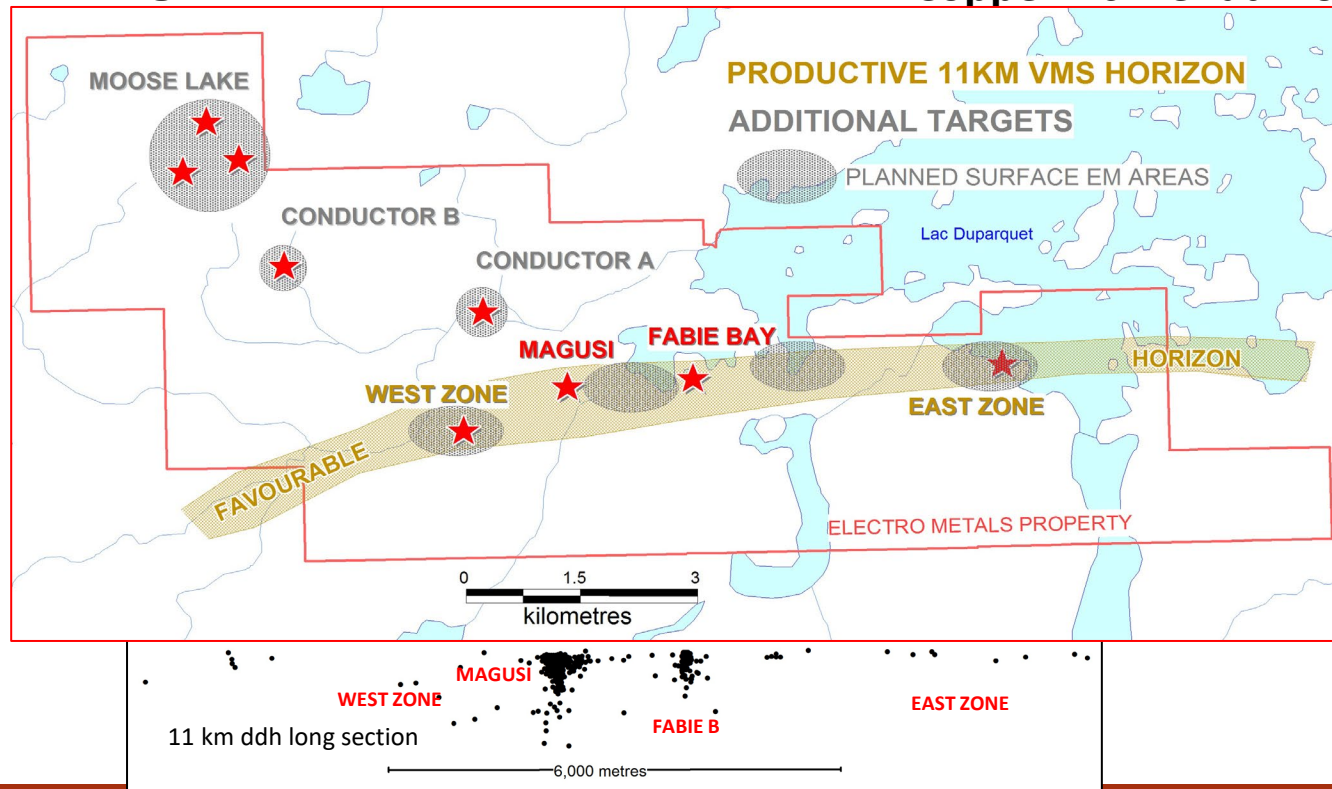 MOOSE LAKE
PRODUCTIVE 11KM VMS HORIZON
ADDITIONAL TARGETS
PLANNED SURFACE EM AREAS
CONDUCTOR B
Lac Duparquet
CONDUCTOR A
MAGUSI
FABIE BAY
HORIZON
WEST ZONE
EAST ZONE
FAVOURABLE
ELECTRO METALS PROPERTY
0 1.5 3
kilometres
MAGUSI
WEST ZONE
EAST ZONE
FABIE B
11 km ddh long section
6,000 metres